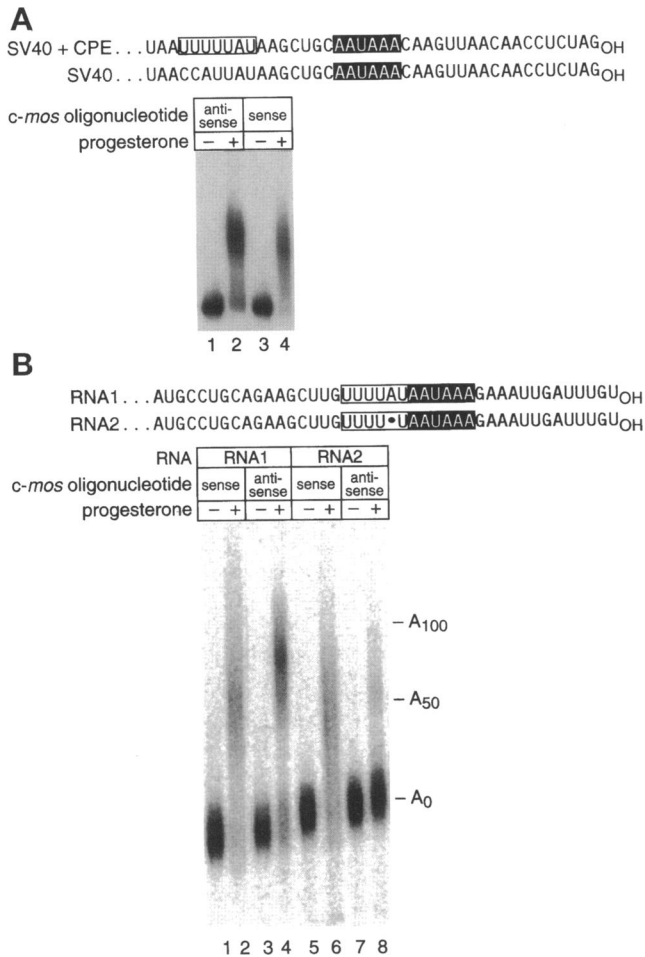 A
SV40 + CPE...UAAUUUUUAUAAGCUGCAAUAAACAAGUUAACAACCUCUAGOH
SV40...UAACCAUUAUAAGCUGCAAUAAACAAGUUAACAACCUCUAGOH
c-mos oligonucleotide anti-sense sense
progesterone − + − +
1 2 3 4
B
RNA1...AUGCCUGCAGAAGCUUGUUUUAUAAUAAAGAAAUUGAUUUGUOH
RNA2...AUGCCUGCAGAAGCUUGUUUU•UAAUAAAGAAAUUGAUUUGUOH
RNA RNA1 RNA2
c-mos oligonucleotide sense anti-sense sense anti-sense
progesterone − + − + − + − +
– A100
– A50
– A0
1 2 3 4 5 6 7 8